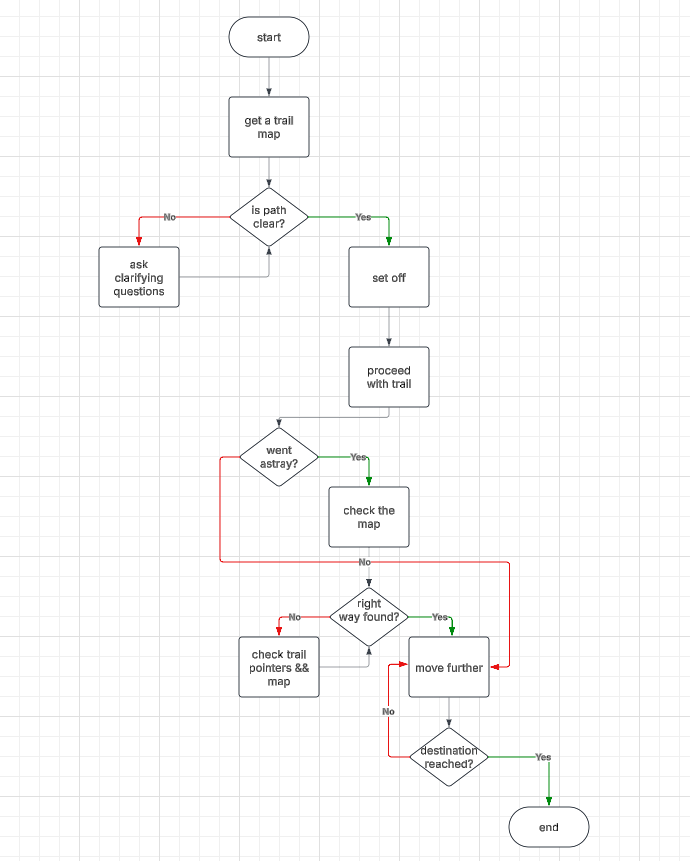 start
get a trail
map
is path
clear?
No
Yes
ask
clarifying
questions
set off
proceed
with trail
went
astray?
Yes
check the
map
No
right
way found?
No
Yes
check trail
pointers &&
map
move further
No
destination
reached?
Yes
end